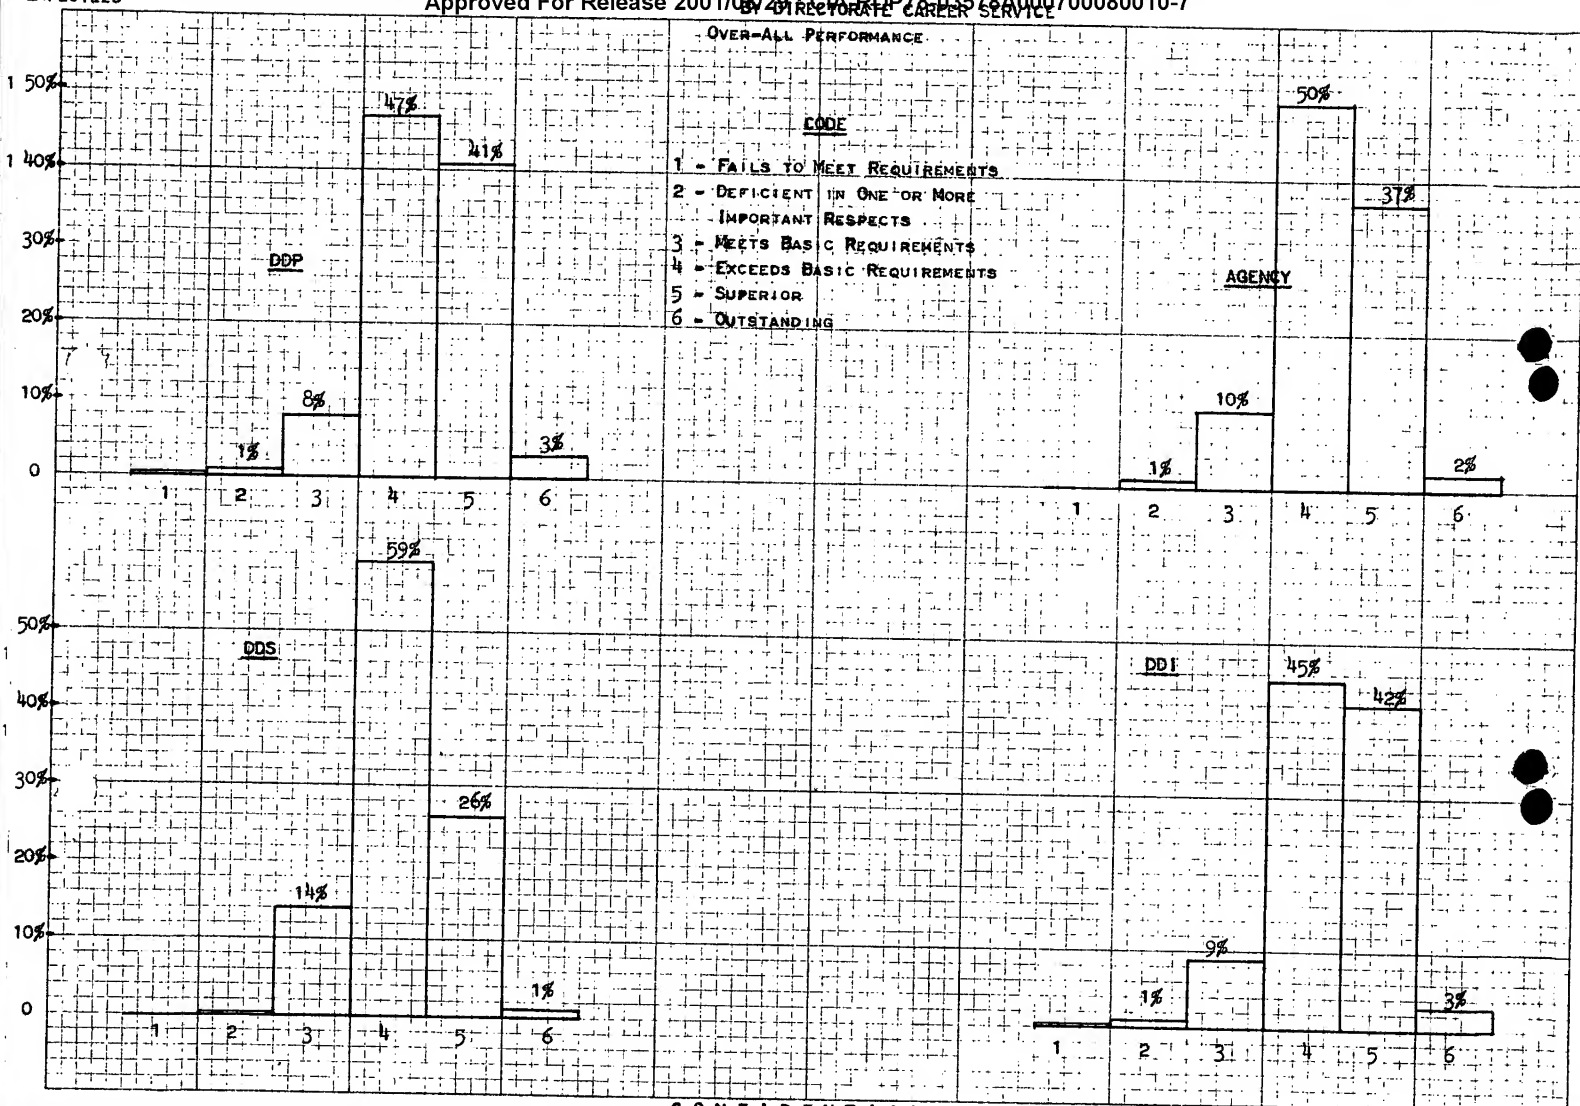 Approved For Release 2001/0
BY DIRECTORATE CAREER SERVICE
OVER-ALL PERFORMANCE
50%
40%
30%
20%
10%
0
DDP
1%
8%
47%
41%
3%
1 2 3 4 5 6
CODE
1 - FAILS TO MEET REQUIREMENTS
2 - DEFICIENT IN ONE OR MORE
IMPORTANT RESPECTS
3 - MEETS BASIC REQUIREMENTS
4 - EXCEEDS BASIC REQUIREMENTS
5 - SUPERIOR
6 - OUTSTANDING
AGENCY
1%
10%
50%
37%
2%
1 2 3 4 5 6
50%
40%
30%
20%
10%
0
DDS
14%
59%
26%
1%
1 2 3 4 5 6
DDI
1%
9%
45%
42%
3%
1 2 3 4 5 6